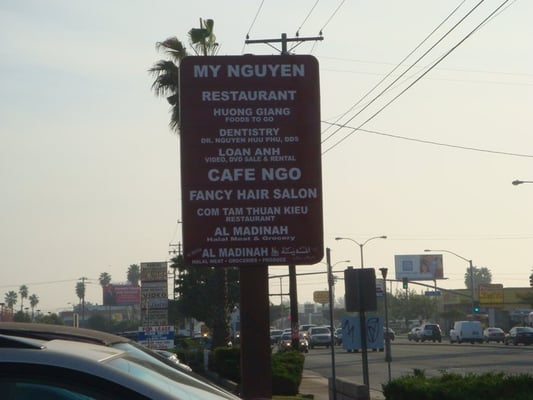 MY NGUYEN
RESTAURANT
HUONG GIANG
FOODS TO GO
DENTISTRY
DR. NGUYEN HUU PHU, DDS
LOAN ANH
VIDEO, DVD SALE & RENTAL
CAFE NGO
FANCY HAIR SALON
COM TAM THUAN KIEU
RESTAURANT
AL MADINAH
Halal Meat & Grocery
AL MADINAH
HALAL MEAT • GROCERIES • PRODUCE
VIDEO